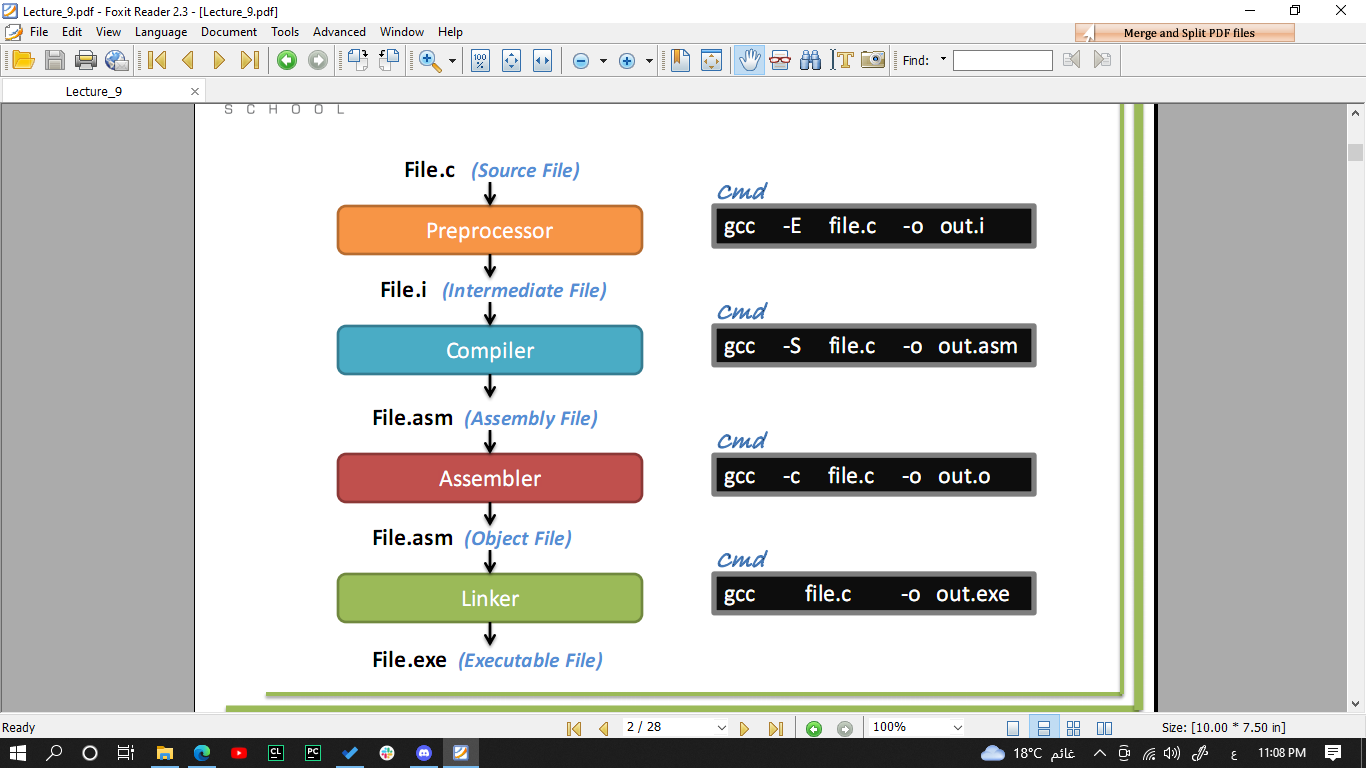 Lecture_9.pdf - Foxit Reader 2.3 - [Lecture_9.pdf]
File Edit View Language Document Tools Advanced Window Help
Merge and Split PDF files
100 %
Find:
Lecture_9
SCHOOL
File.c (Source File)
Preprocessor
Cmd
gcc -E file.c -o out.i
File.i (Intermediate File)
Compiler
Cmd
gcc -S file.c -o out.asm
File.asm (Assembly File)
Assembler
Cmd
gcc -c file.c -o out.o
File.asm (Object File)
Linker
Cmd
gcc file.c -o out.exe
File.exe (Executable File)
Ready
2 / 28
100%
Size: [10.00 * 7.50 in]
CL
PC
18°C غائم
ع
11:08 PM